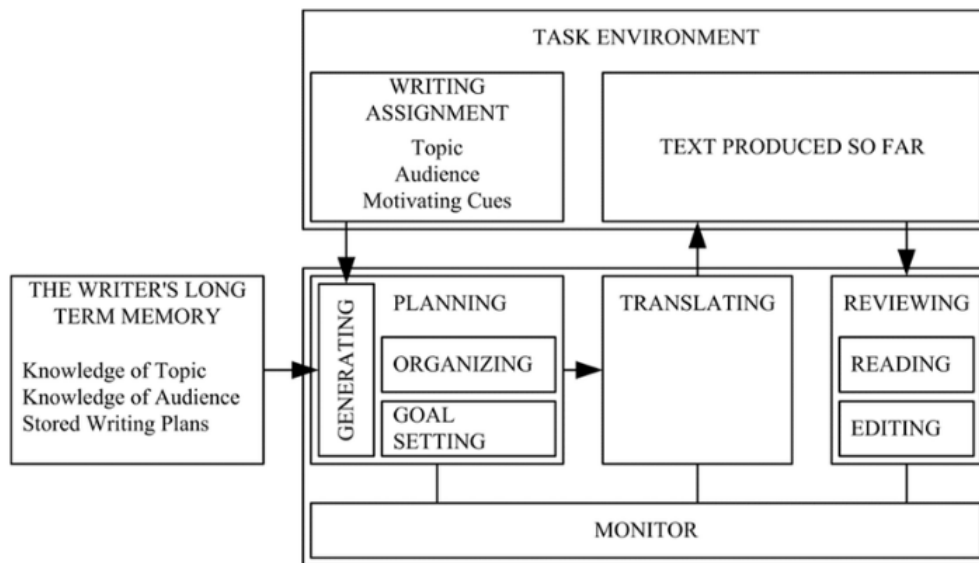 TASK ENVIRONMENT
WRITING
ASSIGNMENT
Topic
Audience
Motivating Cues
TEXT PRODUCED SO FAR
THE WRITER'S LONG
TERM MEMORY
Knowledge of Topic
Knowledge of Audience
Stored Writing Plans
GENERATING
PLANNING
ORGANIZING
GOAL
SETTING
TRANSLATING
REVIEWING
READING
EDITING
MONITOR